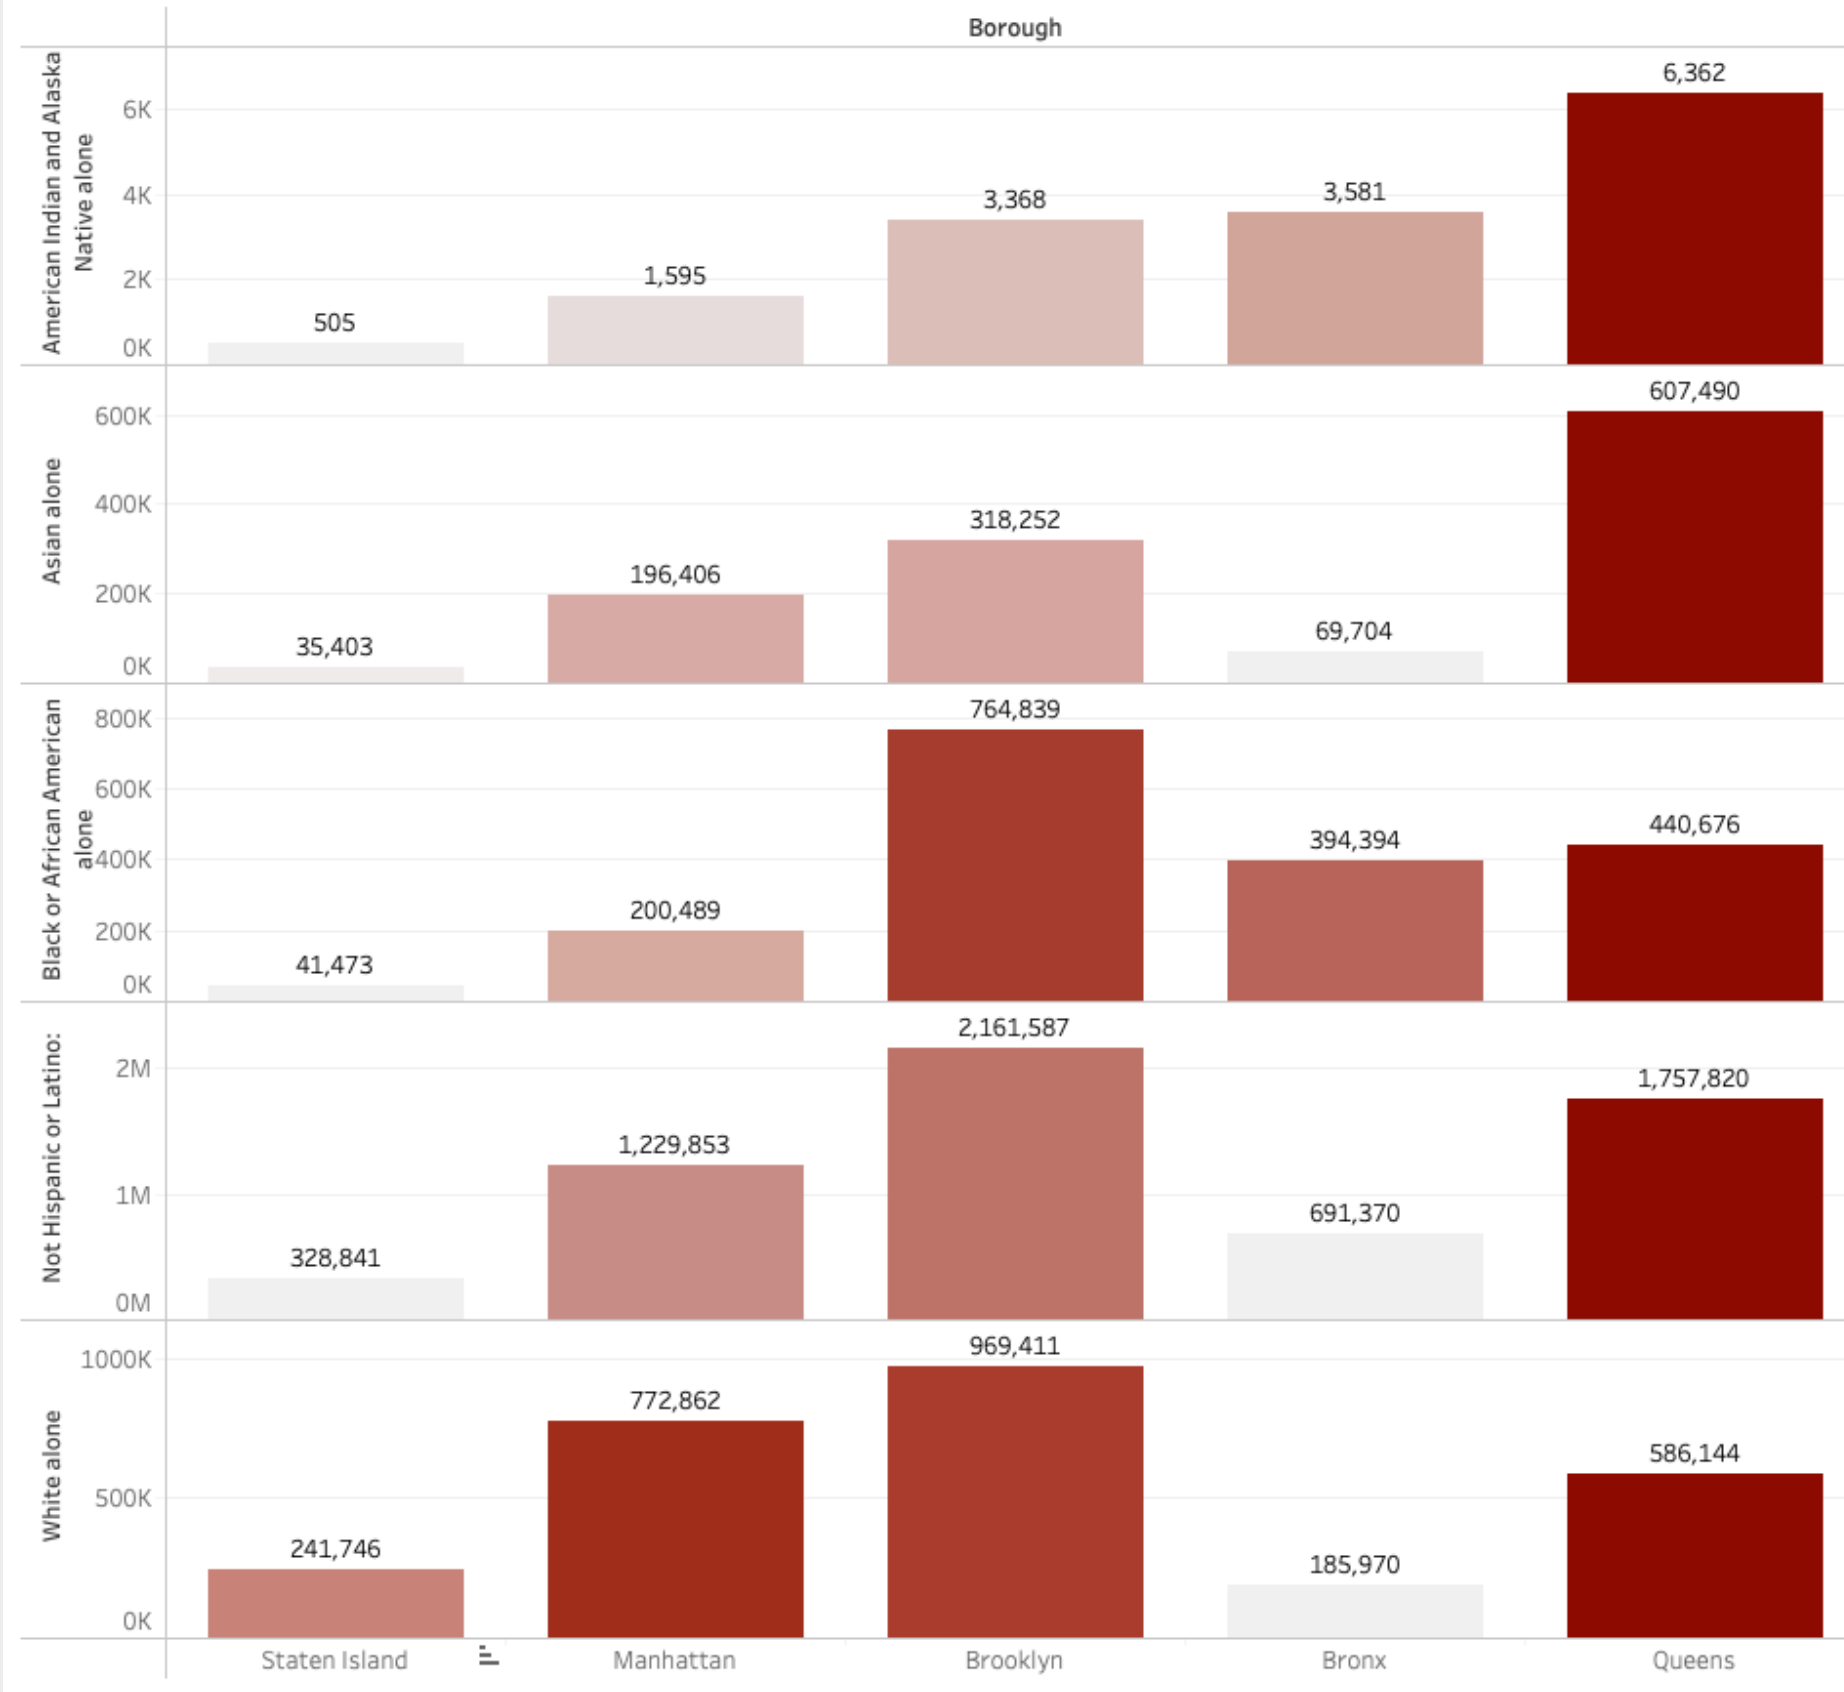 Borough
American Indian and Alaska
Native alone
6K
4K
2K
0K
505
1,595
3,368
3,581
6,362
Asian alone
600K
400K
200K
0K
35,403
196,406
318,252
69,704
607,490
Black or African American
alone
800K
600K
400K
200K
0K
41,473
200,489
764,839
394,394
440,676
Not Hispanic or Latino:
2M
1M
0M
328,841
1,229,853
2,161,587
691,370
1,757,820
White alone
1000K
500K
0K
241,746
772,862
969,411
185,970
586,144
Staten Island
Manhattan
Brooklyn
Bronx
Queens